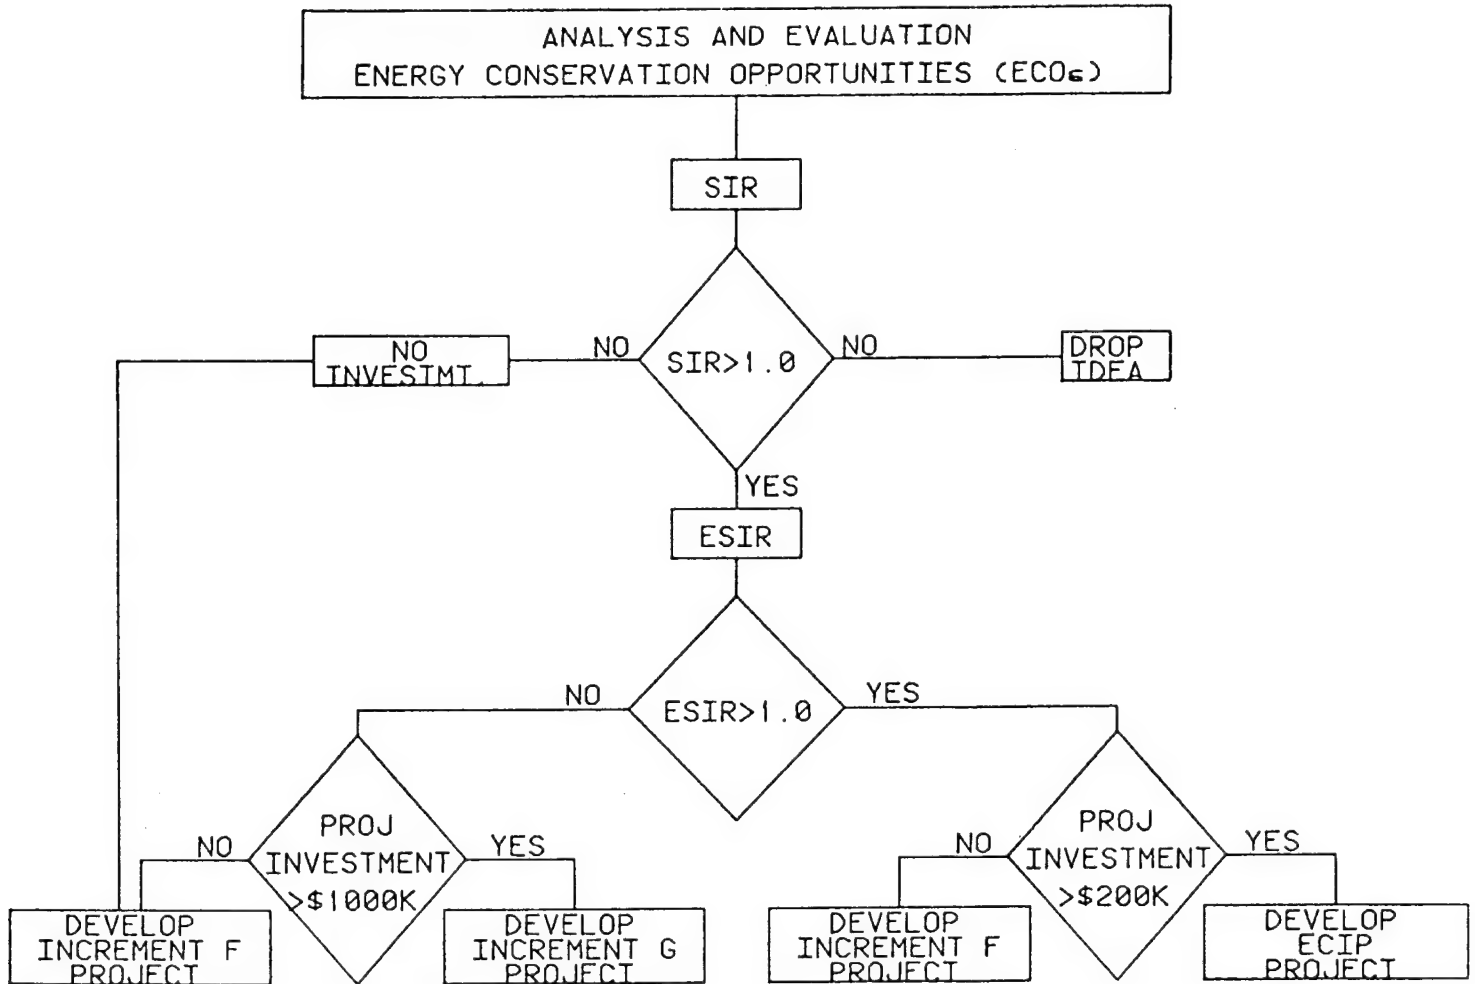 ANALYSIS AND EVALUATION
ENERGY CONSERVATION OPPORTUNITIES (ECOs)
SIR
NO
SIR>1.0
NO
NO
INVESTMT.
DROP
IDEA
YES
ESIR
NO
ESIR>1.0
YES
NO
PROJ
INVESTMENT
>$1000K
YES
NO
PROJ
INVESTMENT
>$200K
YES
DEVELOP
INCREMENT F
PROJECT
DEVELOP
INCREMENT G
PROJECT
DEVELOP
INCREMENT F
PROJECT
DEVELOP
ECIP
PROJECT